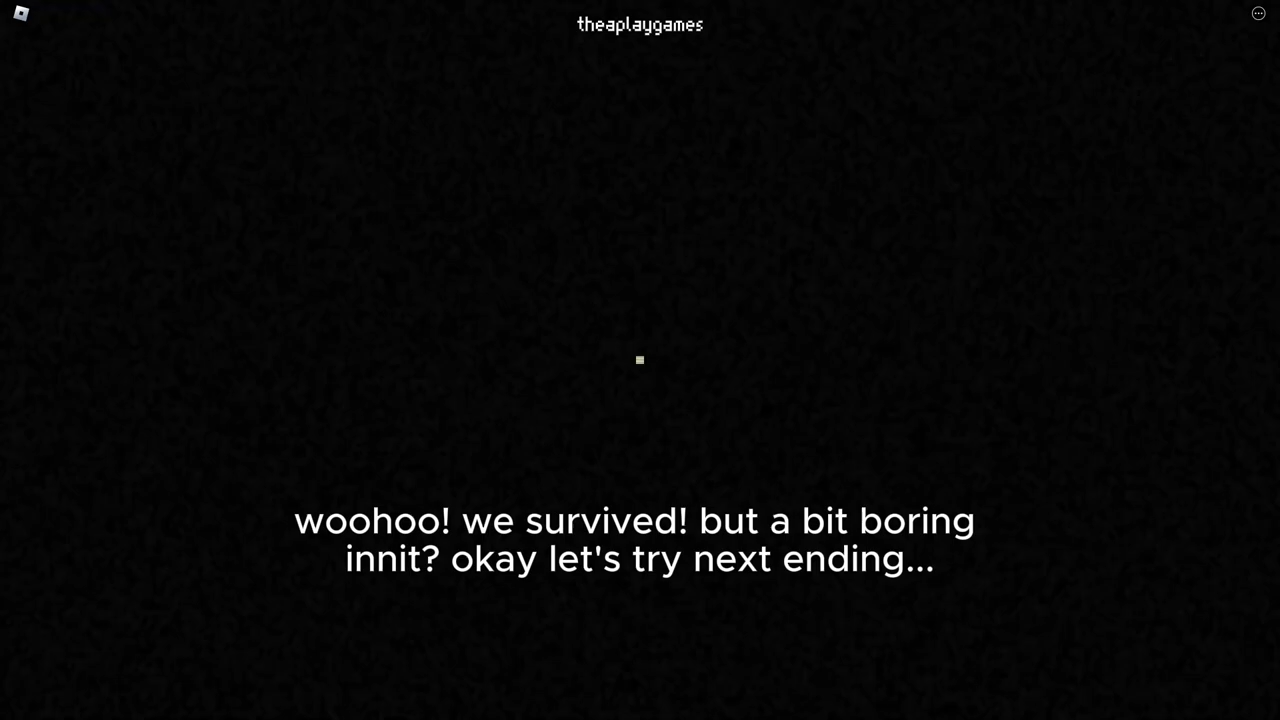 theaplaygames
woohoo! we survived! but a bit boring
innit? okay let's try next ending...